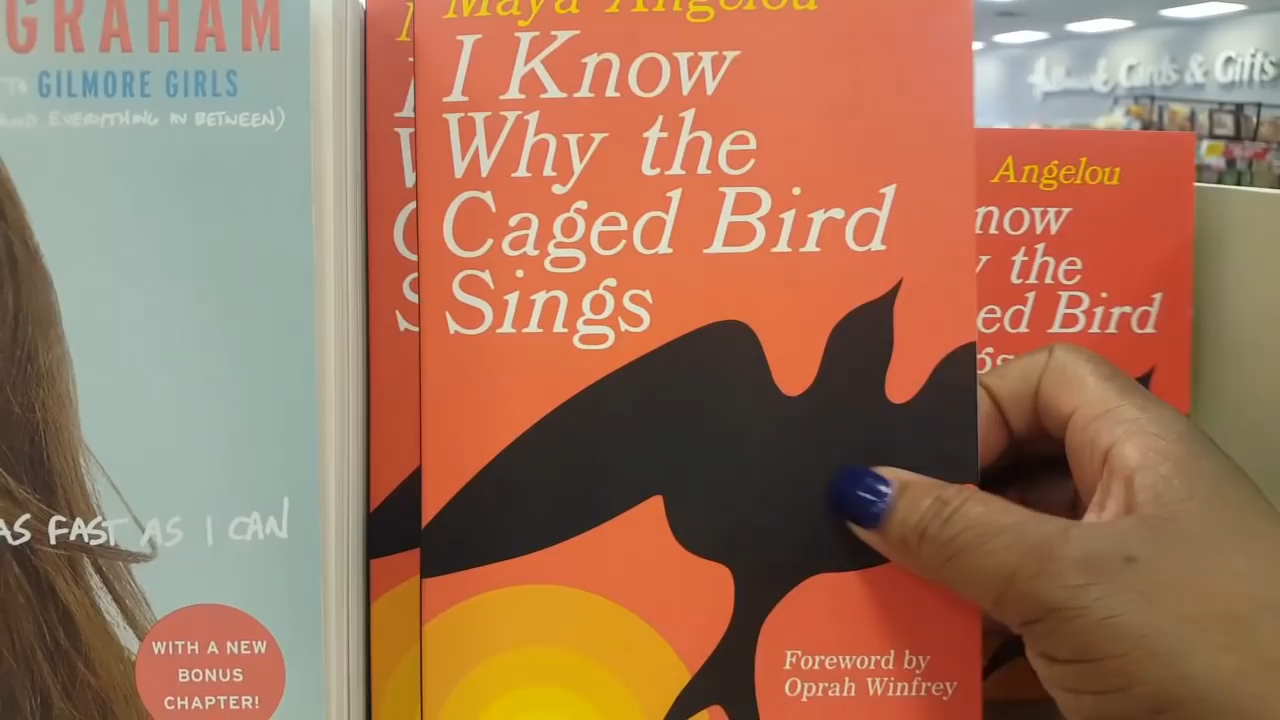 GRAHAM
TO GILMORE GIRLS
(AND EVERYTHING IN BETWEEN)
AS FAST AS I CAN
WITH A NEW
BONUS
CHAPTER!
Maya Angelou
I Know
Why the
Caged Bird
Sings
Foreword by
Oprah Winfrey
Angelou
now
the
ed Bird
Cards & Gifts